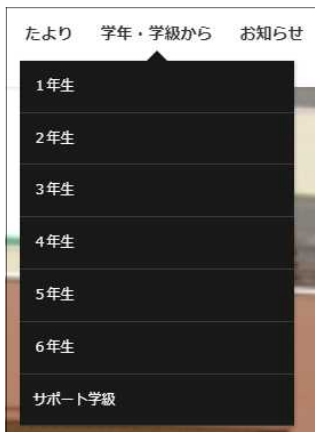 たより 学年・学級から お知らせ
1年生
2年生
3年生
4年生
5年生
6年生
サポート学級